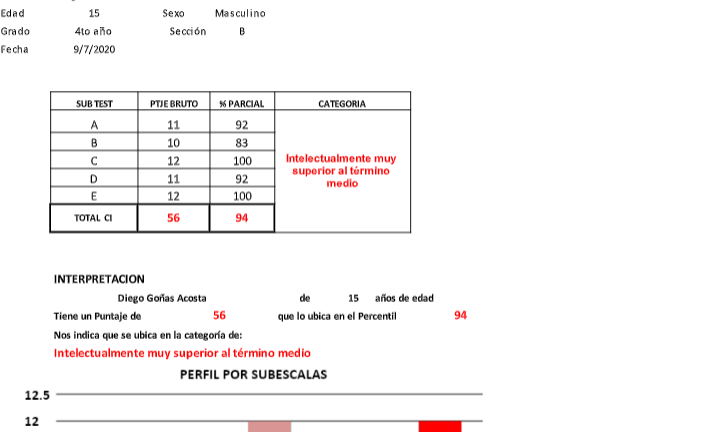 Edad 15 Sexo Masculino
Grado 4to año Sección B
Fecha 9/7/2020
SUB TEST PTJE BRUTO % PARCIAL CATEGORIA
A 11 92
B 10 83
C 12 100
D 11 92
E 12 100
Intelectualmente muy
superior al término
medio
TOTAL CI 56 94
INTERPRETACION
Diego Goñas Acosta de 15 años de edad
Tiene un Puntaje de 56 que lo ubica en el Percentil 94
Nos indica que se ubica en la categoría de:
Intelectualmente muy superior al término medio
PERFIL POR SUBESCALAS
12.5
12